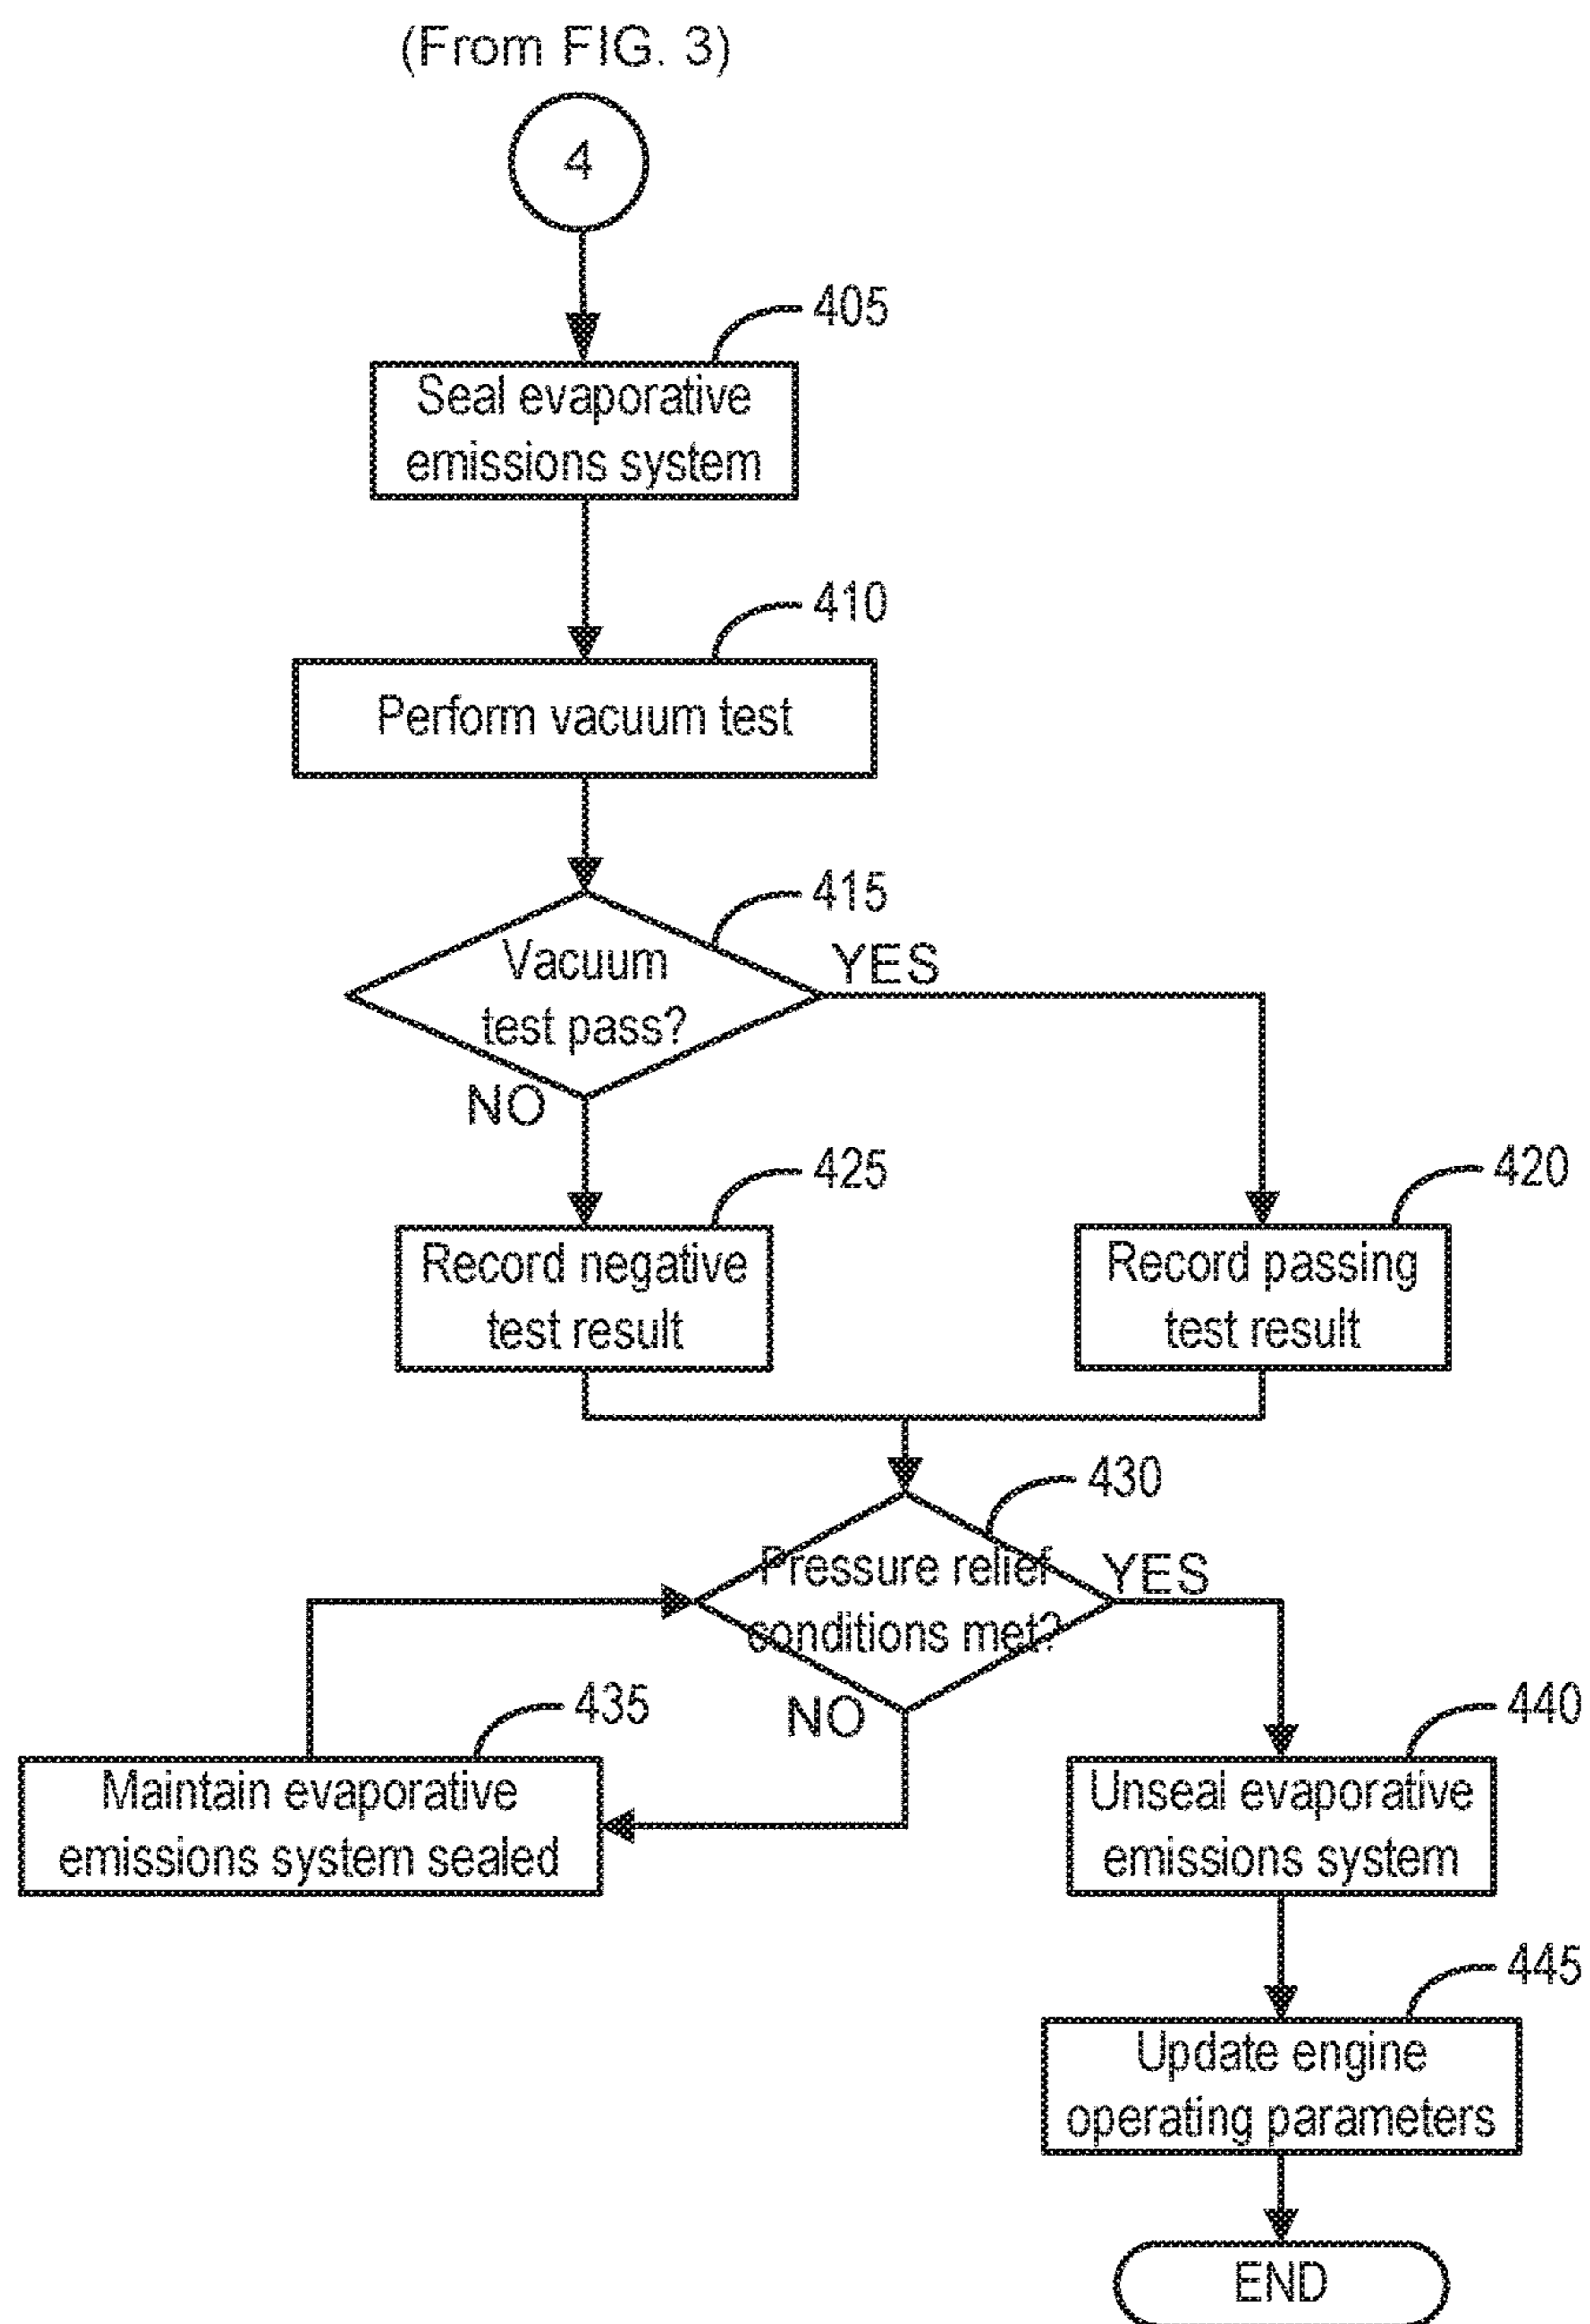 (From FIG. 3)
4
405
Seal evaporative
emissions system
410
Perform vacuum test
415
Vacuum
test pass?
YES
NO
425
Record negative
test result
420
Record passing
test result
430
Pressure relief
conditions met?
YES
NO
435
Maintain evaporative
emissions system sealed
440
Unseal evaporative
emissions system
445
Update engine
operating parameters
END